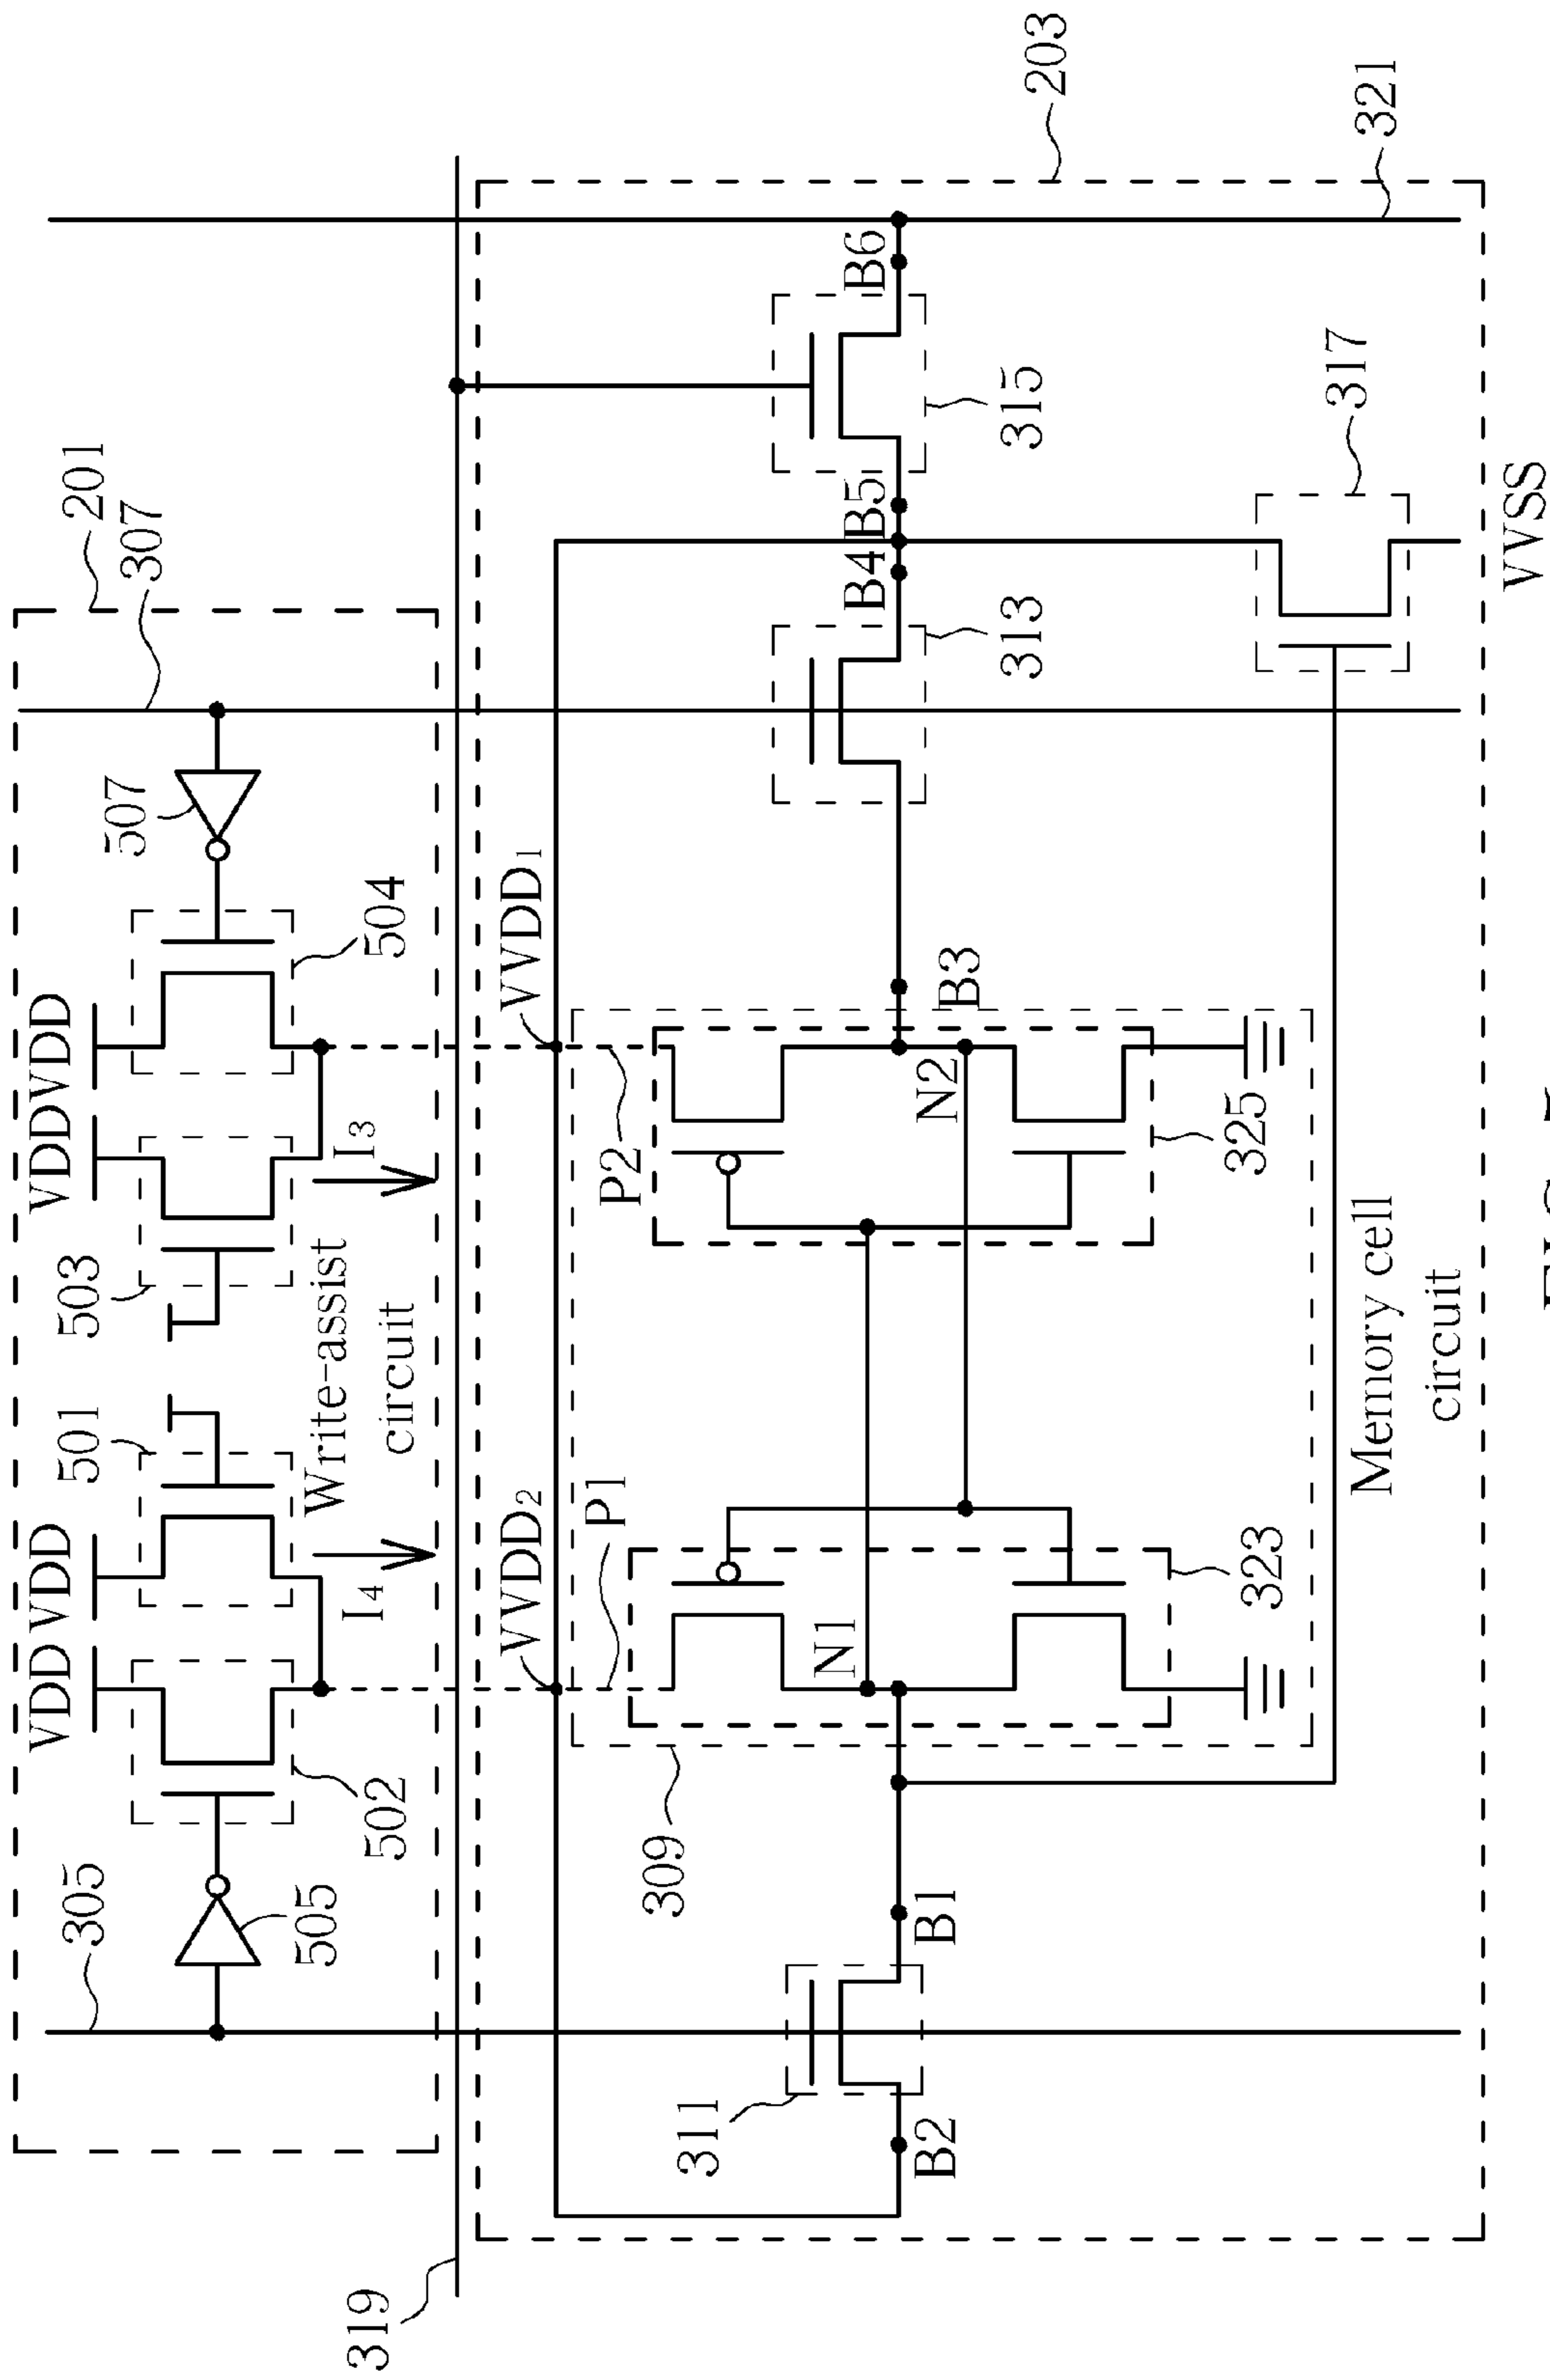 VDD
VDD
VDD
VDD
305
501
503
201
507
307
505
I4
Write-assist
circuit
I3
502
504
319
VVDD2
VVDD1
P1
P2
309
311
N1
B4
B5
B6
B2
B1
N2
B3
313
315
203
323
325
317
321
Memory cell
circuit
VVSS